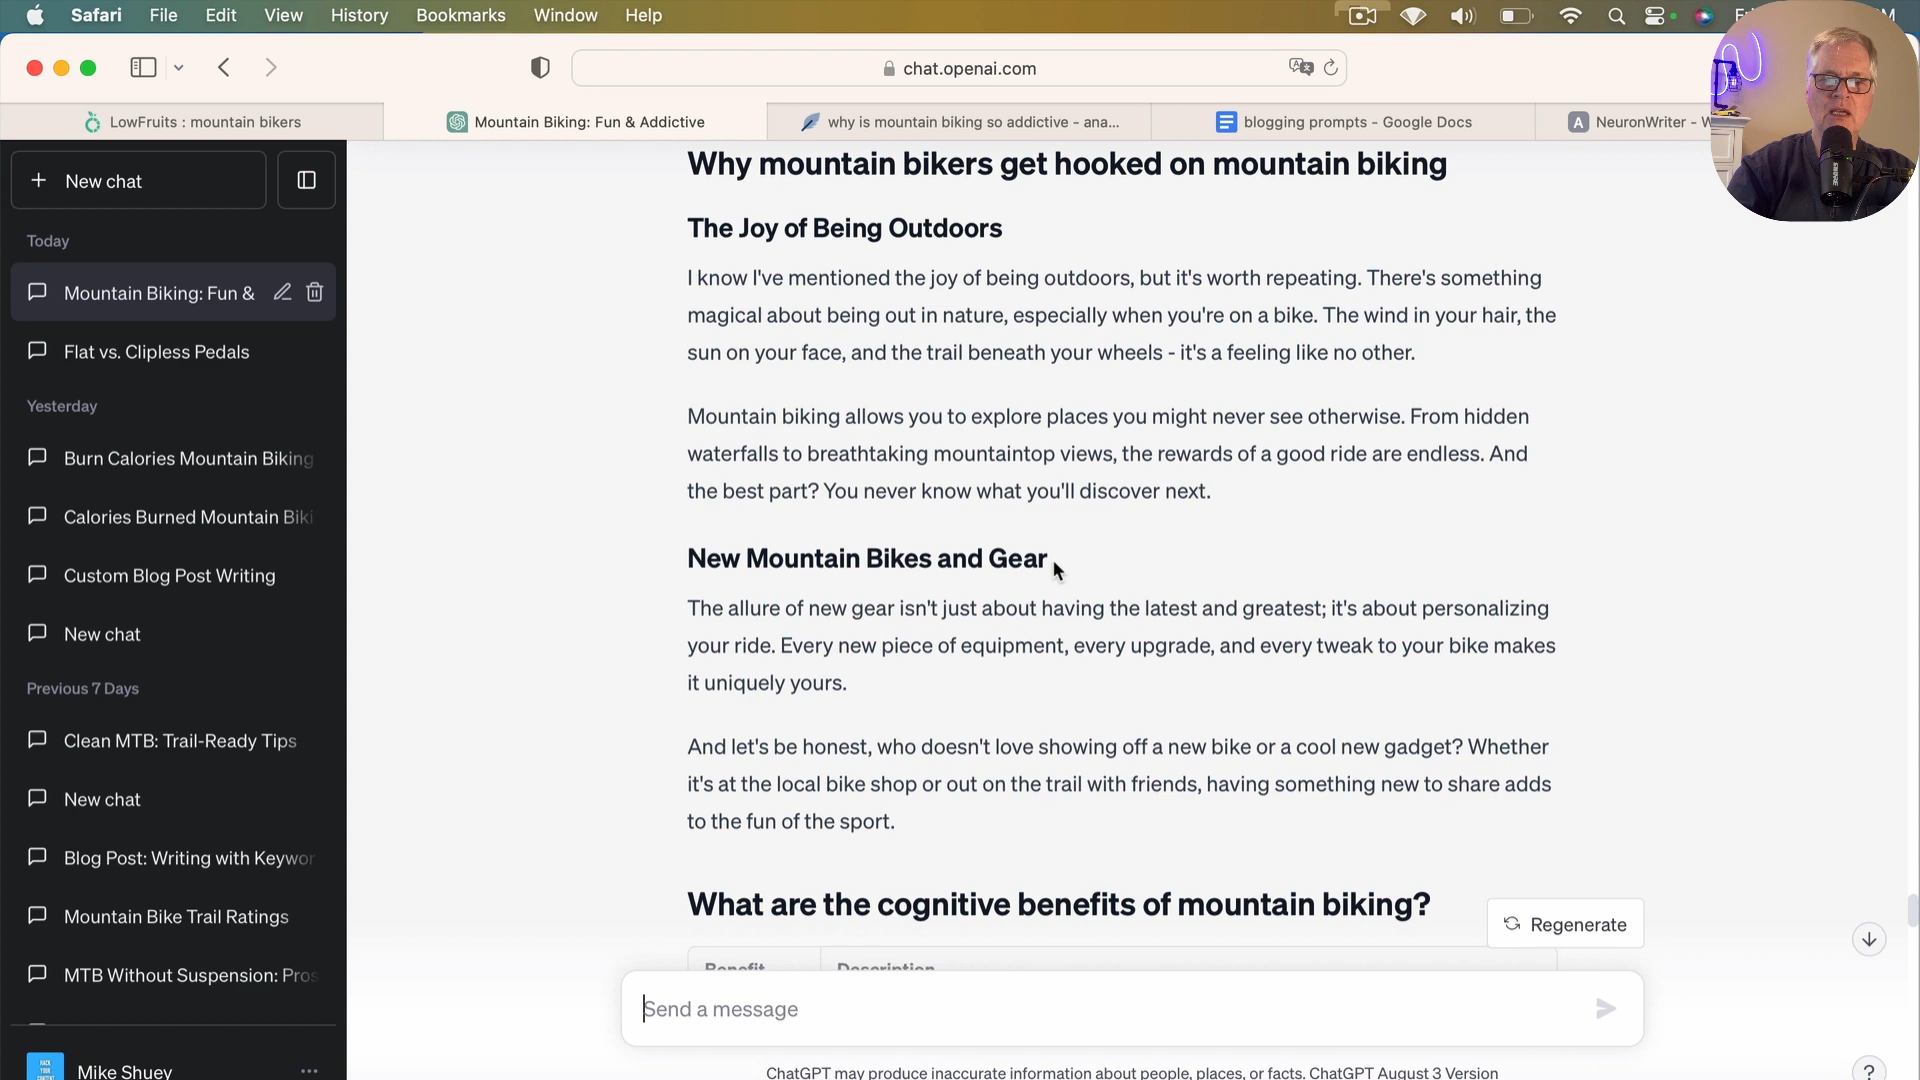 Safari File Edit View History Bookmarks Window Help
chat.openai.com
LowFruits : mountain bikers
Mountain Biking: Fun & Addictive
why is mountain biking so addictive - ana...
blogging prompts - Google Docs
A NeuronWriter - W
+ New chat
Today
Mountain Biking: Fun &
Flat vs. Clipless Pedals
Yesterday
Burn Calories Mountain Biking
Calories Burned Mountain Biki
Custom Blog Post Writing
New chat
Previous 7 Days
Clean MTB: Trail-Ready Tips
New chat
Blog Post: Writing with Keywor
Mountain Bike Trail Ratings
MTB Without Suspension: Pros
Mike Shuey
Why mountain bikers get hooked on mountain biking
The Joy of Being Outdoors
I know I've mentioned the joy of being outdoors, but it's worth repeating. There's something
magical about being out in nature, especially when you're on a bike. The wind in your hair, the
sun on your face, and the trail beneath your wheels - it's a feeling like no other.
Mountain biking allows you to explore places you might never see otherwise. From hidden
waterfalls to breathtaking mountaintop views, the rewards of a good ride are endless. And
the best part? You never know what you'll discover next.
New Mountain Bikes and Gear
The allure of new gear isn't just about having the latest and greatest; it's about personalizing
your ride. Every new piece of equipment, every upgrade, and every tweak to your bike makes
it uniquely yours.
And let's be honest, who doesn't love showing off a new bike or a cool new gadget? Whether
it's at the local bike shop or out on the trail with friends, having something new to share adds
to the fun of the sport.
What are the cognitive benefits of mountain biking?
Regenerate
Benefit Description
Send a message
ChatGPT may produce inaccurate information about people, places, or facts. ChatGPT August 3 Version
?